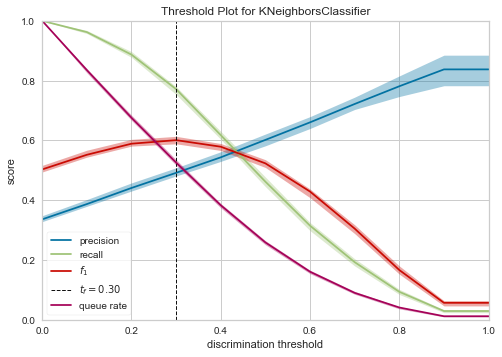 Threshold Plot for KNeighborsClassifier
1.0
0.8
0.6
0.4
0.2
0.0
score
precision
recall
f₁
tᵣ = 0.30
queue rate
0.0 0.2 0.4 0.6 0.8 1.0
discrimination threshold